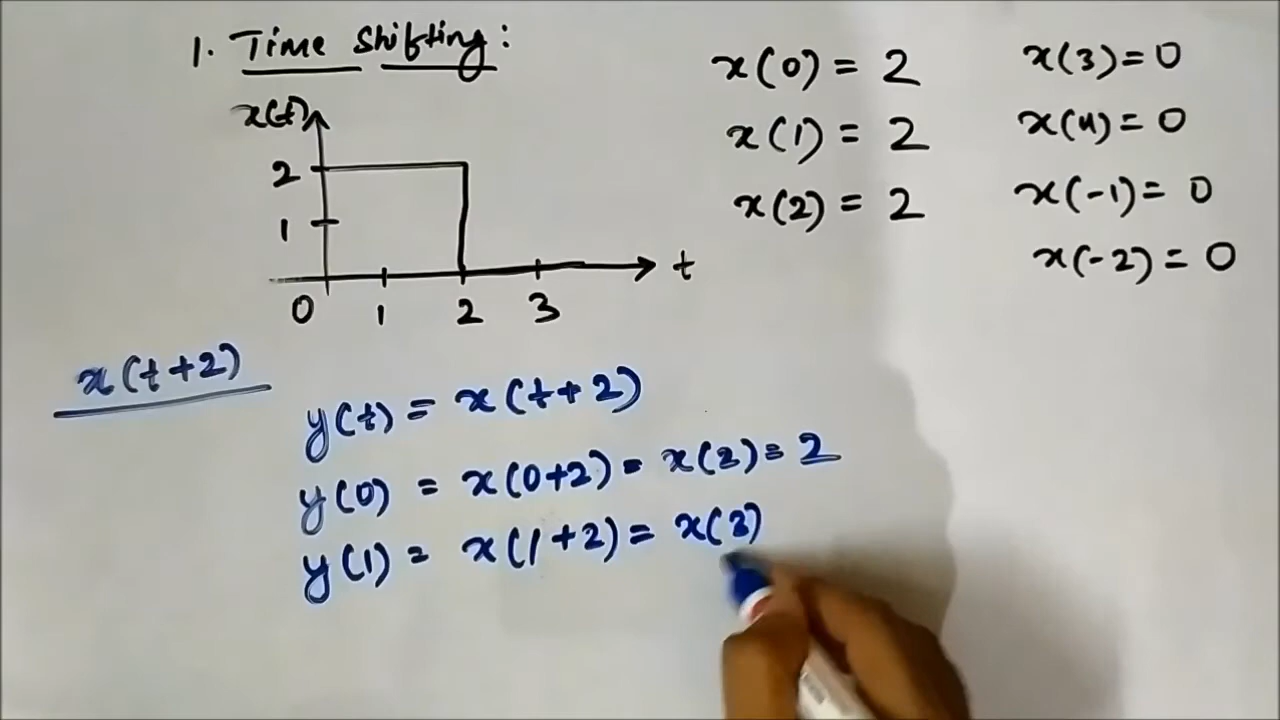 1. Time Shifting:
x(t)
2
1
0 1 2 3
t
x(0) = 2
x(1) = 2
x(2) = 2
x(3) = 0
x(4) = 0
x(-1) = 0
x(-2) = 0
x(t+2)
y(t) = x(t+2)
y(0) = x(0+2) = x(2) = 2
y(1) = x(1+2) = x(3)